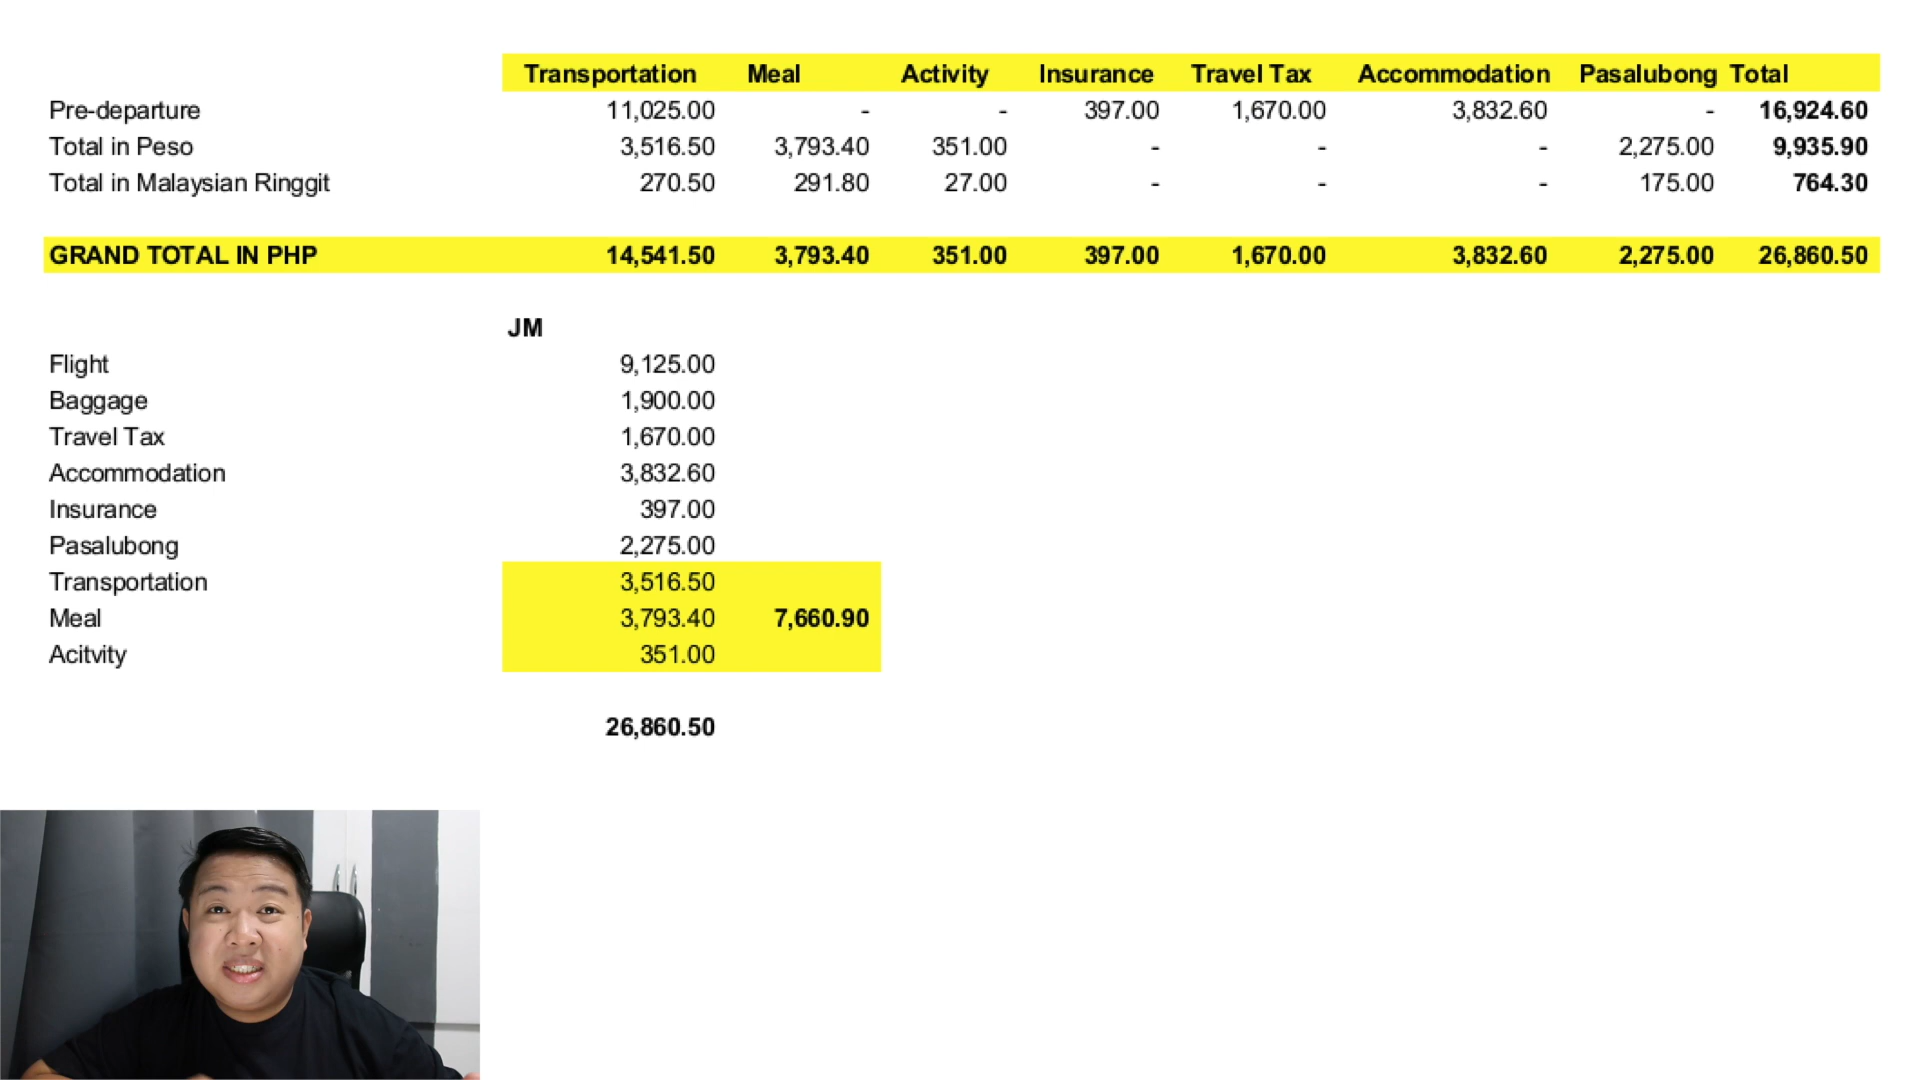 Transportation Meal Activity Insurance Travel Tax Accommodation Pasalubong Total
Pre-departure 11,025.00 - - 397.00 1,670.00 3,832.60 - 16,924.60
Total in Peso 3,516.50 3,793.40 351.00 - - - 2,275.00 9,935.90
Total in Malaysian Ringgit 270.50 291.80 27.00 - - - 175.00 764.30
GRAND TOTAL IN PHP 14,541.50 3,793.40 351.00 397.00 1,670.00 3,832.60 2,275.00 26,860.50
JM
Flight 9,125.00
Baggage 1,900.00
Travel Tax 1,670.00
Accommodation 3,832.60
Insurance 397.00
Pasalubong 2,275.00
Transportation 3,516.50
Meal 3,793.40 7,660.90
Acitvity 351.00
26,860.50